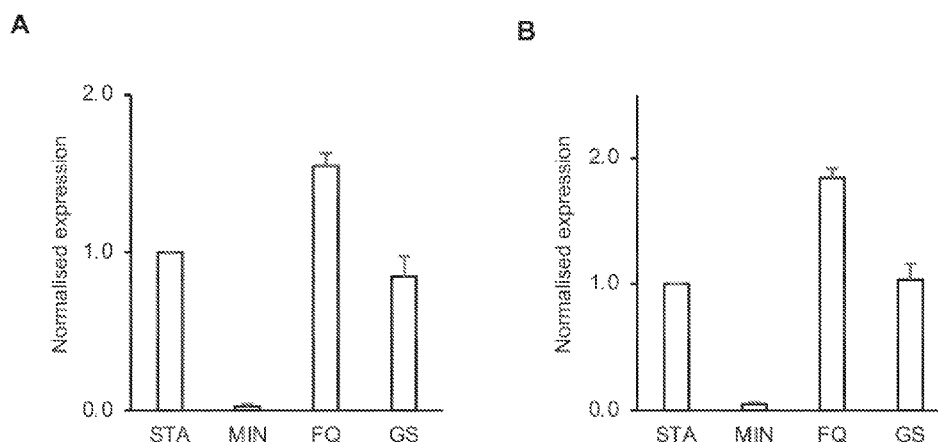 A
Normalised expression
2.0
1.0
0.0
STA MIN FQ GS
B
Normalised expression
2.0
1.0
0.0
STA MIN FQ GS